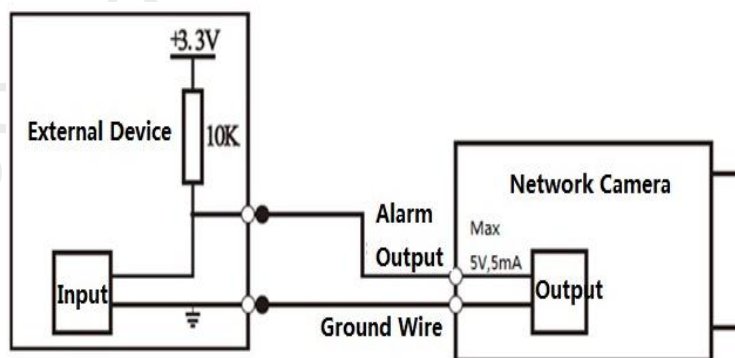 +3.3V
External Device
10K
Network Camera
Alarm
Output
Max
5V,5mA
Input
Output
Ground Wire